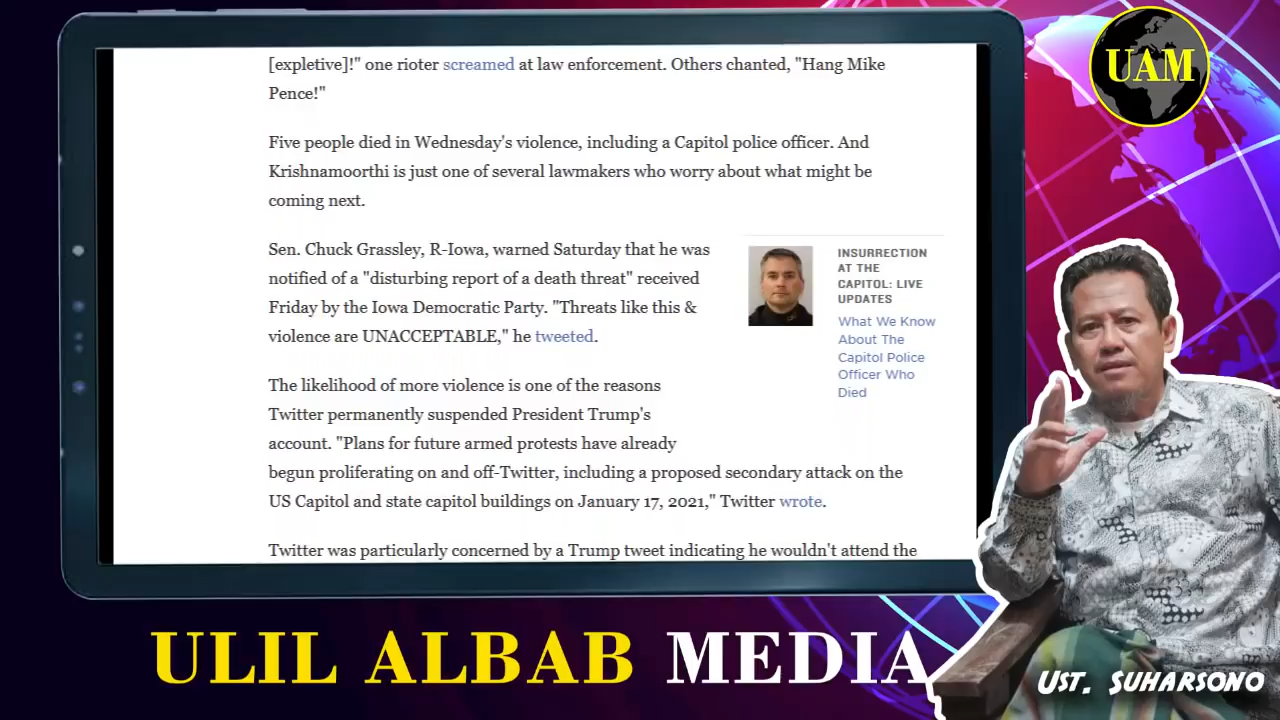 [expletive]!" one rioter screamed at law enforcement. Others chanted, "Hang Mike
Pence!"
Five people died in Wednesday's violence, including a Capitol police officer. And
Krishnamoorthi is just one of several lawmakers who worry about what might be
coming next.
Sen. Chuck Grassley, R-Iowa, warned Saturday that he was
notified of a "disturbing report of a death threat" received
Friday by the Iowa Democratic Party. "Threats like this &
violence are UNACCEPTABLE," he tweeted.
INSURRECTION
AT THE
CAPITOL: LIVE
UPDATES
What We Know
About The
Capitol Police
Officer Who
Died
The likelihood of more violence is one of the reasons
Twitter permanently suspended President Trump's
account. "Plans for future armed protests have already
begun proliferating on and off-Twitter, including a proposed secondary attack on the
US Capitol and state capitol buildings on January 17, 2021," Twitter wrote.
Twitter was particularly concerned by a Trump tweet indicating he wouldn't attend the
UAM
ULIL ALBAB MEDIA
UST. SUHARSONO